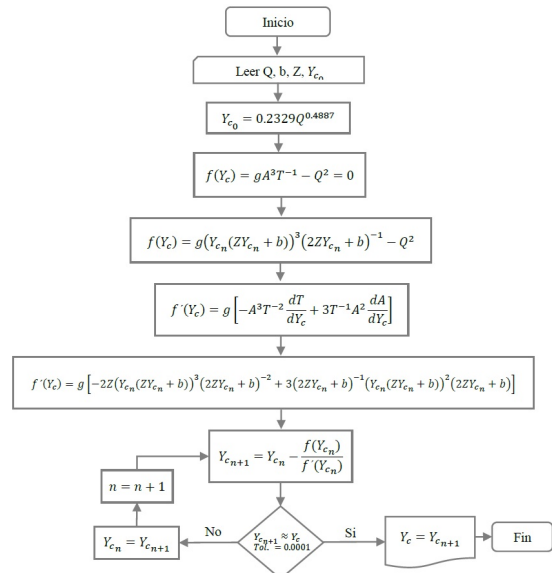 Inicio
Leer Q, b, Z, Y_{c_0}
Y_{c_0} = 0.2329Q^{0.4887}
f(Y_c) = gA^3T^{-1} − Q^2 = 0
f(Y_c) = g(Y_{c_n}(ZY_{c_n} + b))^3(2ZY_{c_n} + b)^{-1} − Q^2
f´(Y_c) = g[−A^3T^{-2} dT/dY_c + 3T^{-1}A^2 dA/dY_c]
f´(Y_c) = g[−2Z(Y_{c_n}(ZY_{c_n} + b))^3(2ZY_{c_n} + b)^{-2} + 3(2ZY_{c_n} + b)^{-1}(Y_{c_n}(ZY_{c_n} + b))^2(2ZY_{c_n} + b)]
Y_{c_{n+1}} = Y_{c_n} − f(Y_{c_n})/f´(Y_{c_n})
n = n + 1
Y_{c_n} = Y_{c_{n+1}}
No
Y_{c_{n+1}} ≈ Y_c
Tol. = 0.0001
Si
Y_c = Y_{c_{n+1}}
Fin